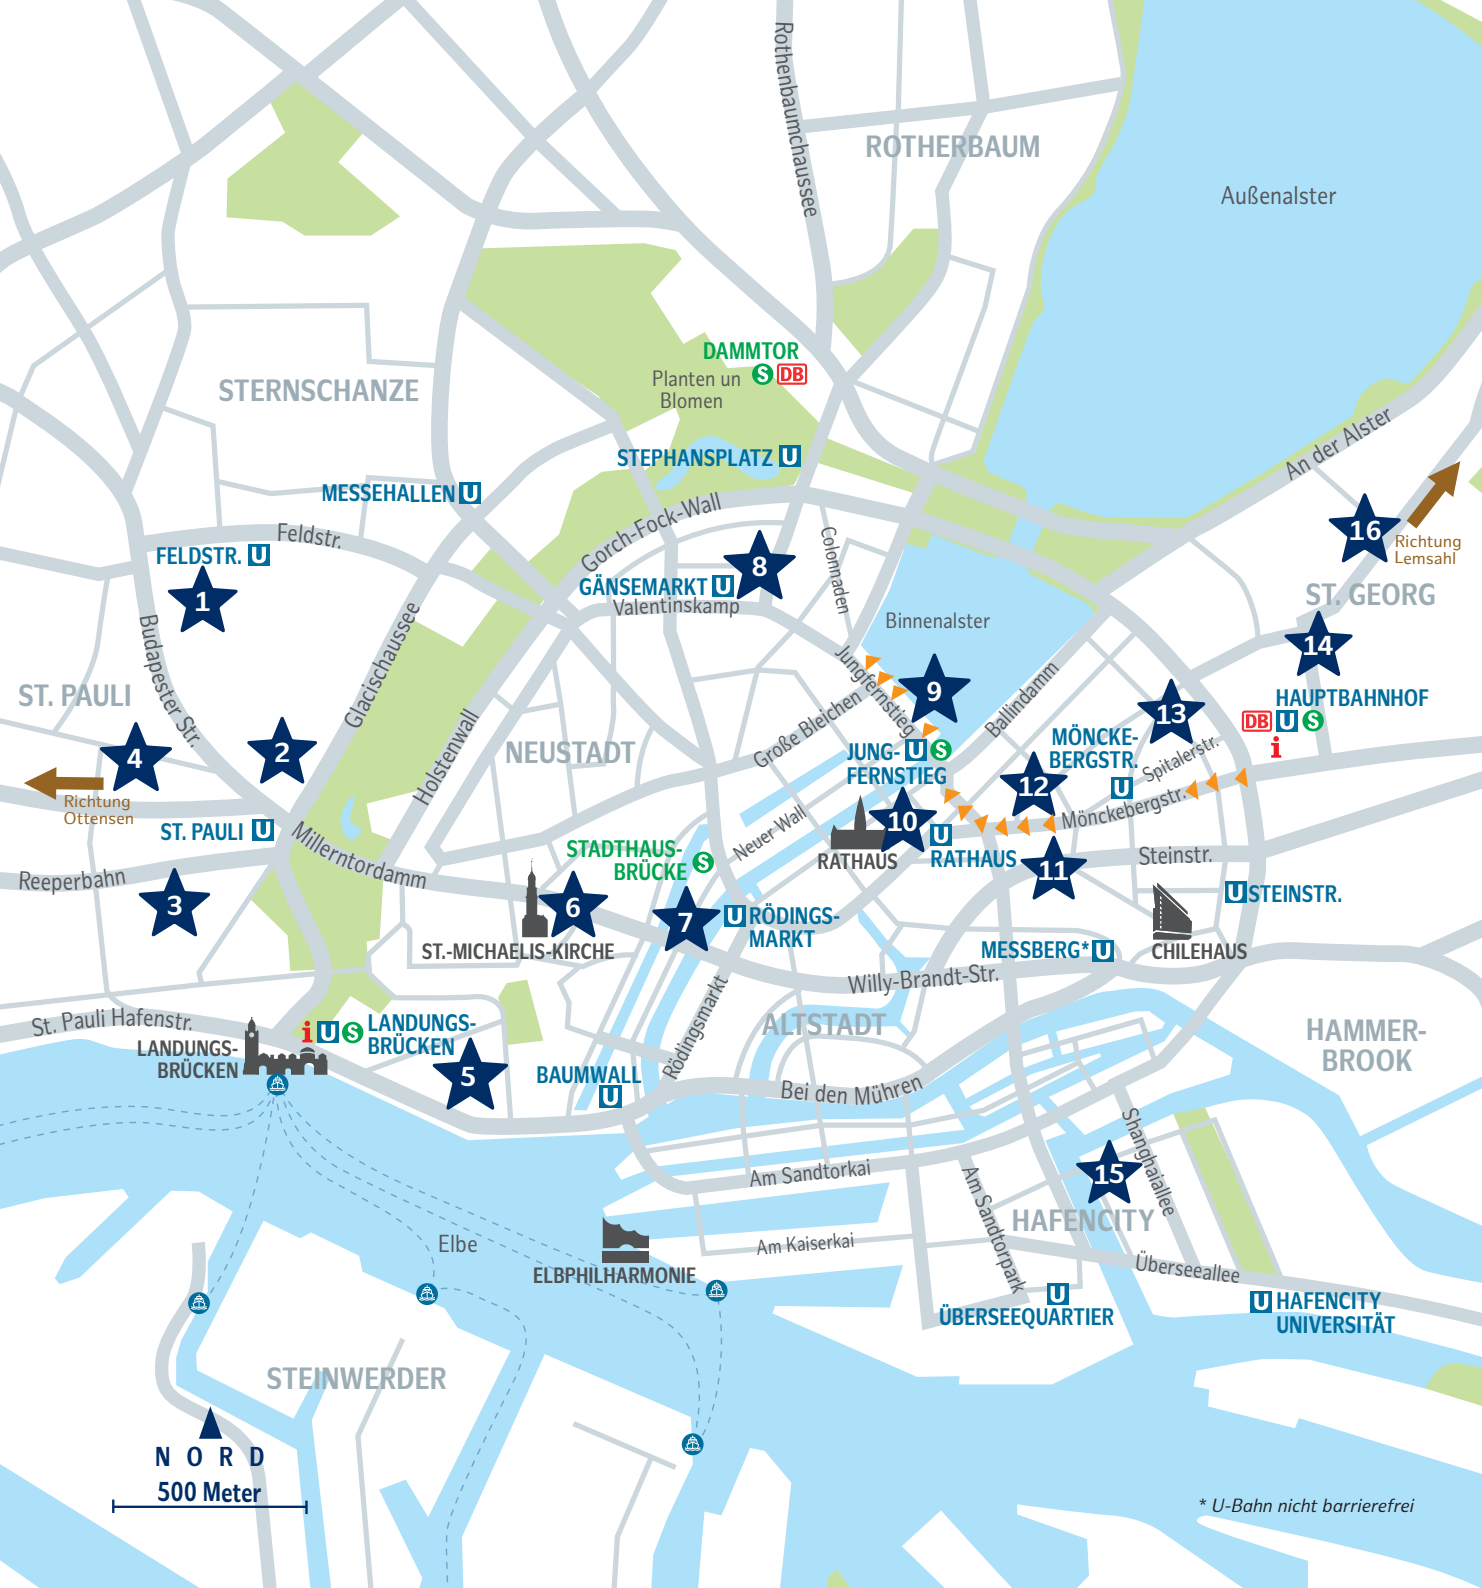 Rothenbaumchaussee
ROTHERBAUM
Außenalster
DAMMTOR
S DB
Planten un
Blomen
STERNSCHANZE
An der Alster
STEPHANSPLATZ U
MESSEHALLEN U
Gorch-Fock-Wall
Feldstr.
FELDSTR. U
16
Richtung
Lemsahl
Colonnaden
8
GÄNSEMARKT U
Valentinskamp
1
ST. GEORG
Binnenalster
Budapester Str.
Glacischaussee
14
Jungfernstieg
9
ST. PAULI
HAUPTBAHNHOF
DB U S
i
Ballindamm
13
Große Bleichen
Holstenwall
NEUSTADT
4
2
JUNG- U S
FERNSTIEG
MÖNCKE-
BERGSTR.
U
Spitalerstr.
12
Mönckebergstr.
Richtung
Ottensen
ST. PAULI U
Millerntordamm
Neuer Wall
10
RATHAUS
U
RATHAUS
STADTHAUS-
BRÜCKE S
Steinstr.
11
Reeperbahn
3
6
7
U RÖDINGS-
MARKT
U STEINSTR.
ST.-MICHAELIS-KIRCHE
MESSBERG* U
CHILEHAUS
Willy-Brandt-Str.
Rödingsmarkt
ALTSTADT
St. Pauli Hafenstr.
i U S LANDUNGS-
BRÜCKEN
LANDUNGS-
BRÜCKEN
5
BAUMWALL
U
HAMMER-
BROOK
Bei den Mühren
Shanghaiallee
Am Sandtorkai
15
Am Sandtorpark
HAFENCITY
Elbe
Am Kaiserkai
ELBPHILHARMONIE
Überseeallee
U
ÜBERSEEQUARTIER
U HAFENCITY
UNIVERSITÄT
STEINWERDER
NORD
500 Meter
* U-Bahn nicht barrierefrei